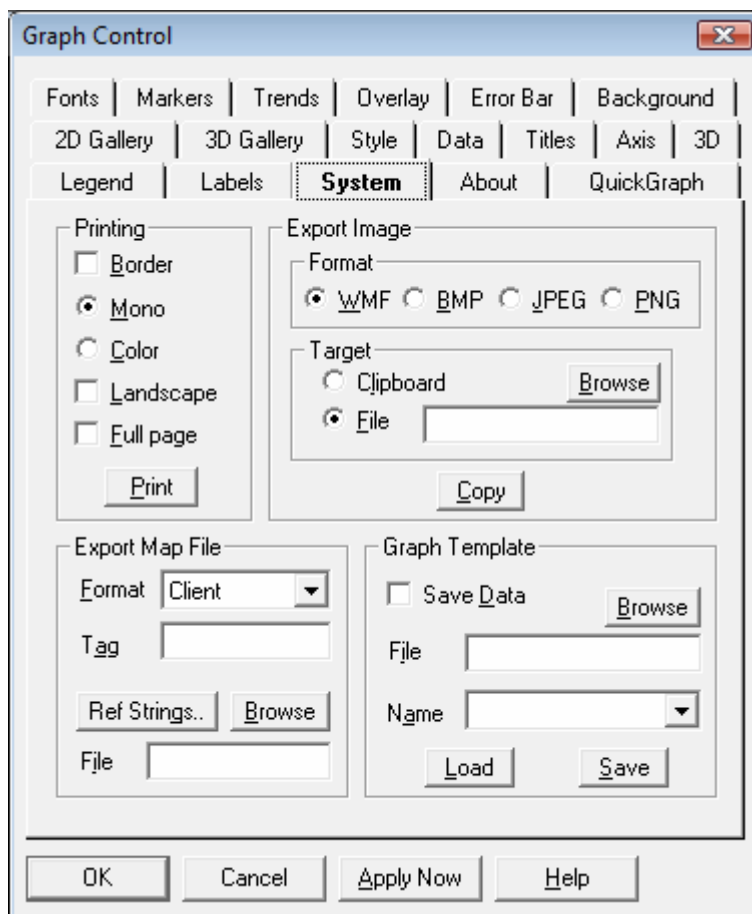 Graph Control
Fonts Markers Trends Overlay Error Bar Background
2D Gallery 3D Gallery Style Data Titles Axis 3D
Legend Labels System About QuickGraph
Printing
Border
Mono
Color
Landscape
Full page
Print
Export Image
Format
WMF BMP JPEG PNG
Target
Clipboard Browse
File
Copy
Export Map File
Format Client
Tag
Ref Strings.. Browse
File
Graph Template
Save Data Browse
File
Name
Load Save
OK Cancel Apply Now Help